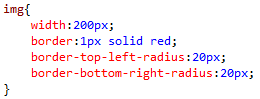 img{
width:200px;
border:1px solid red;
border-top-left-radius:20px;
border-bottom-right-radius:20px;
}